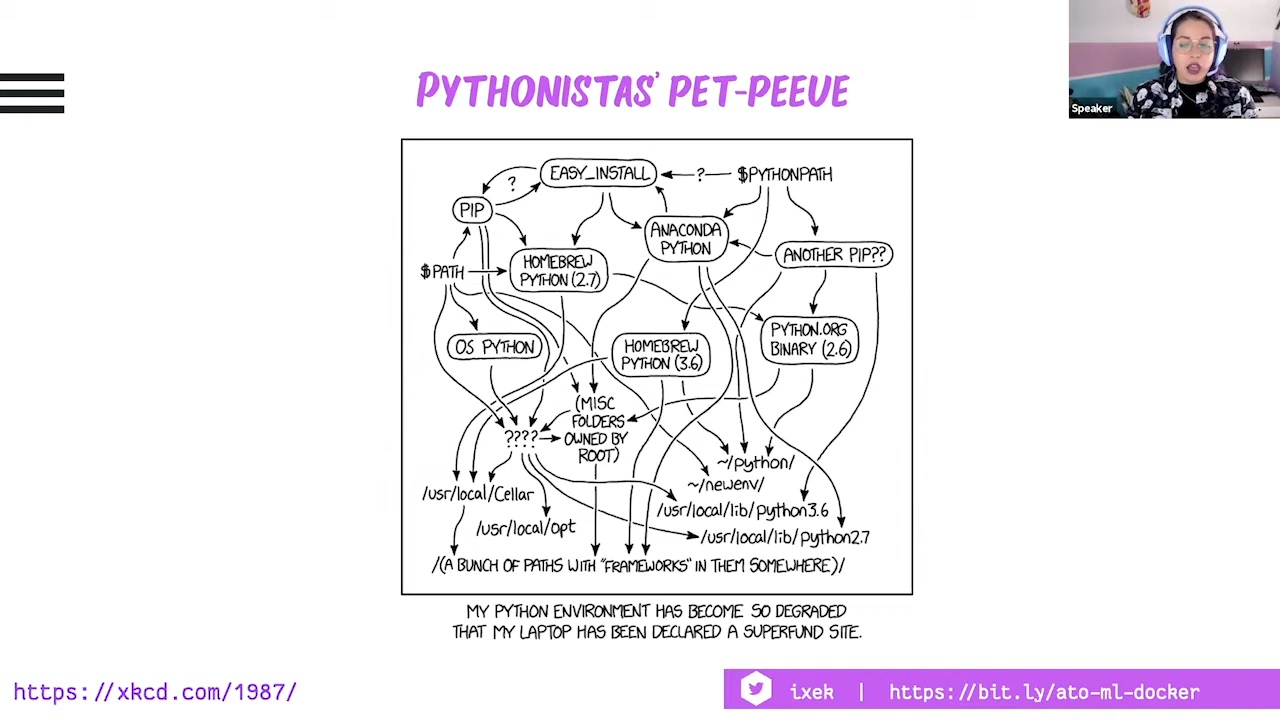 PYTHONISTAS' PET-PEEVE
Speaker
EASY_INSTALL
?
$PYTHONPATH
?
PIP
ANACONDA
PYTHON
ANOTHER PIP??
HOMEBREW
PYTHON (2.7)
$PATH
OS PYTHON
HOMEBREW
PYTHON (3.6)
PYTHON.ORG
BINARY (2.6)
(MISC
FOLDERS
OWNED BY
ROOT)
????
~/python/
~/newenv/
/usr/local/Cellar
/usr/local/lib/python3.6
/usr/local/opt
/usr/local/lib/python2.7
/(A BUNCH OF PATHS WITH "FRAMEWORKS" IN THEM SOMEWHERE)/
MY PYTHON ENVIRONMENT HAS BECOME SO DEGRADED
THAT MY LAPTOP HAS BEEN DECLARED A SUPERFUND SITE.
https://xkcd.com/1987/
ixek | https://bit.ly/ato-ml-docker